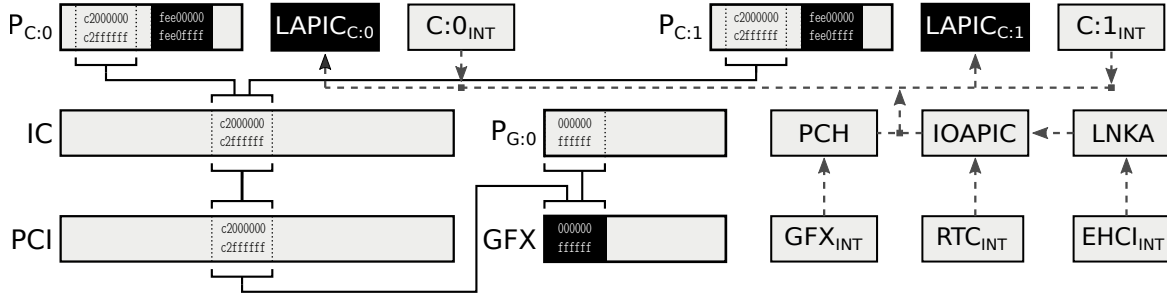 P_C:0 c2000000 fee00000 LAPIC_C:0 C:0_INT P_C:1 c2000000 fee00000 LAPIC_C:1 C:1_INT
c2ffffff fee0ffff c2ffffff fee0ffff
IC c2000000 P_G:0 000000 PCH IOAPIC LNKA
c2ffffff ffffff
PCI c2000000 GFX 000000 GFX_INT RTC_INT EHCI_INT
c2ffffff ffffff